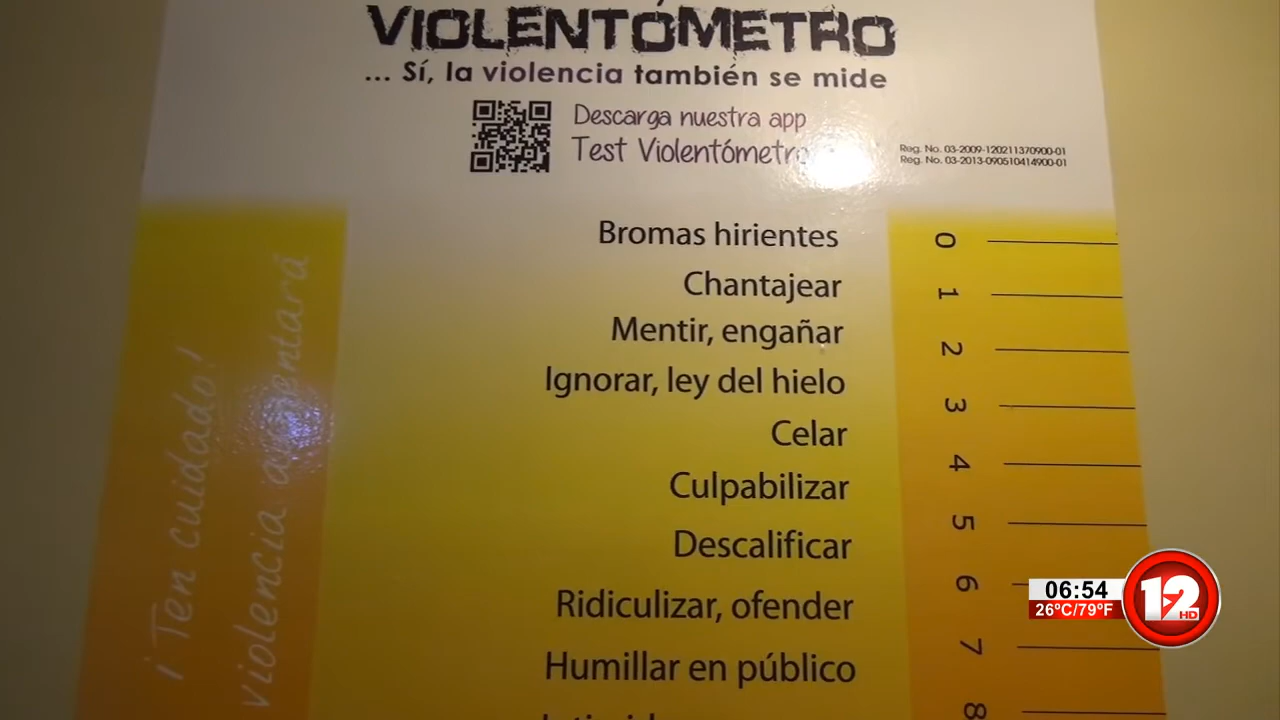 VIOLENTÓMETRO
... Sí, la violencia también se mide
Descarga nuestra app
Test Violentómetro
Reg. No. 03-2009-120211370900-01
Reg. No. 03-2013-090510414900-01
Bromas hirientes 0
Chantajear 1
Mentir, engañar 2
Ignorar, ley del hielo 3
Celar 4
Culpabilizar 5
Descalificar 6
Ridiculizar, ofender 7
Humillar en público 8
¡Ten cuidado!
violencia aumentará
06:54
26ºC/79ºF
12
HD